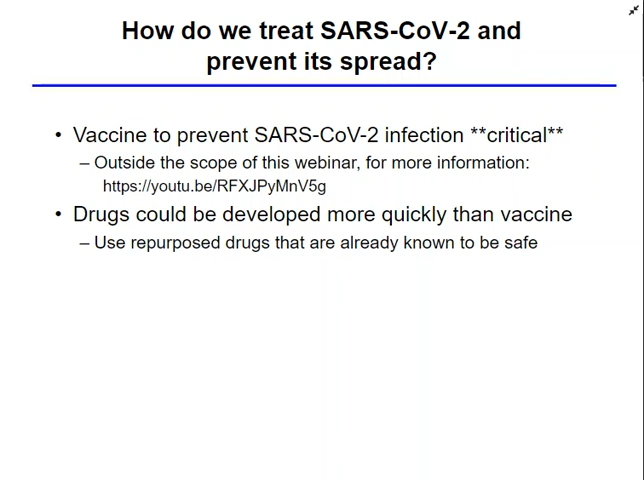 How do we treat SARS-CoV-2 and
prevent its spread?
• Vaccine to prevent SARS-CoV-2 infection **critical**
– Outside the scope of this webinar, for more information:
https://youtu.be/RFXJPyMnV5g
• Drugs could be developed more quickly than vaccine
– Use repurposed drugs that are already known to be safe